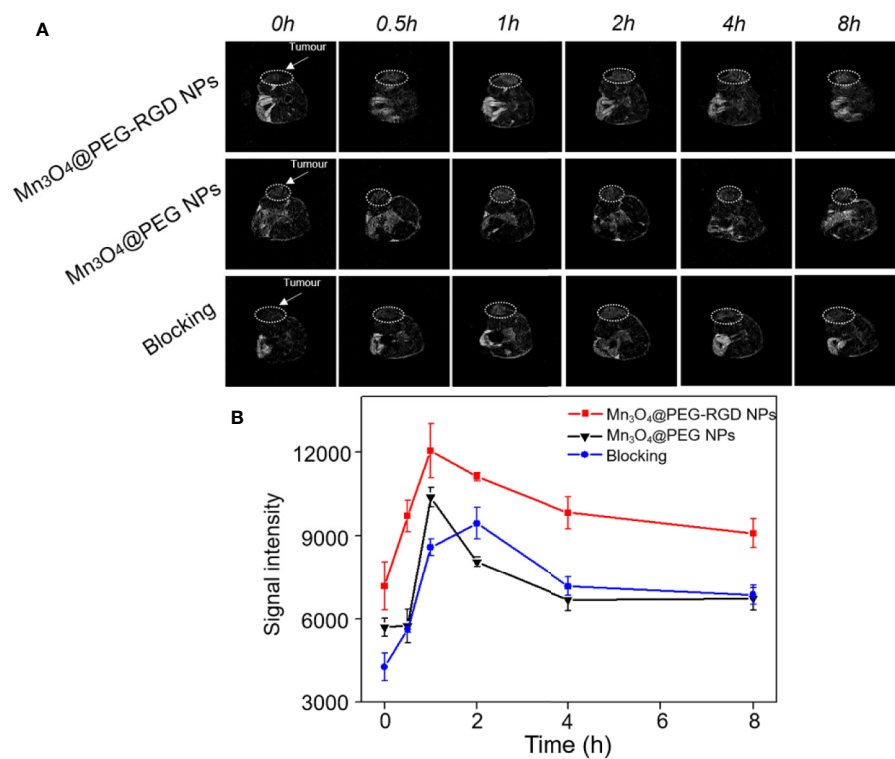 A
0h 0.5h 1h 2h 4h 8h
Mn₃O₄@PEG-RGD NPs
Tumour
Mn₃O₄@PEG NPs
Tumour
Blocking
Tumour
B
Mn₃O₄@PEG-RGD NPs
Mn₃O₄@PEG NPs
Blocking
Signal intensity
12000
9000
6000
3000
0 2 4 6 8
Time (h)